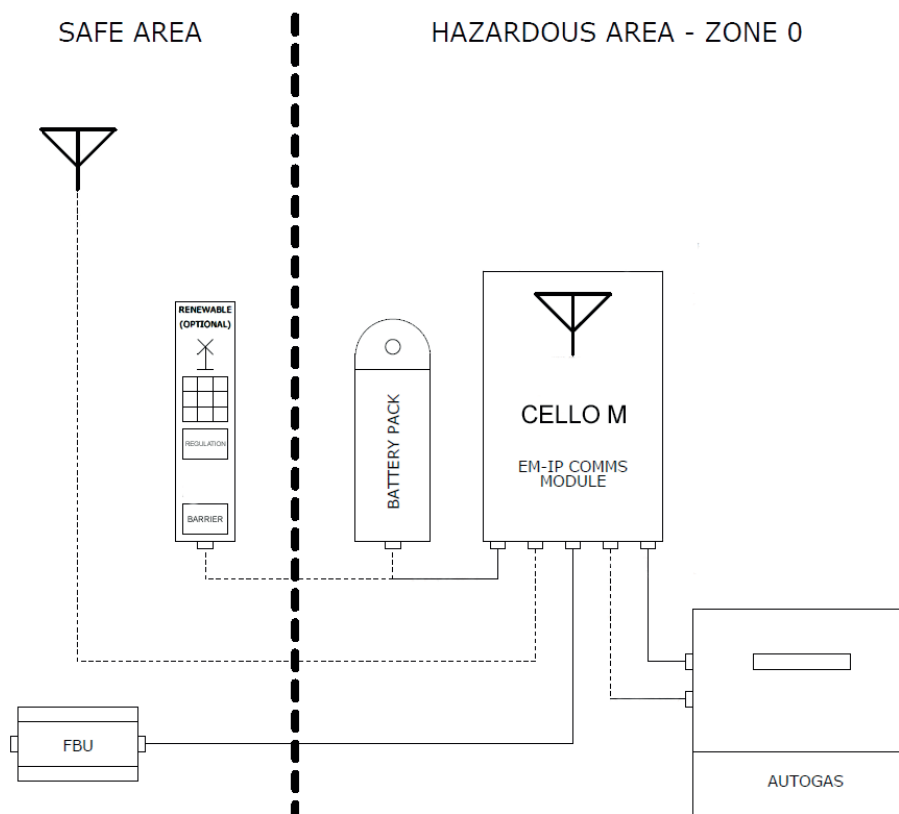 SAFE AREA
HAZARDOUS AREA - ZONE 0
RENEWABLE
(OPTIONAL)
REGULATION
BARRIER
BATTERY PACK
CELLO M
EM-IP COMMS
MODULE
FBU
AUTOGAS